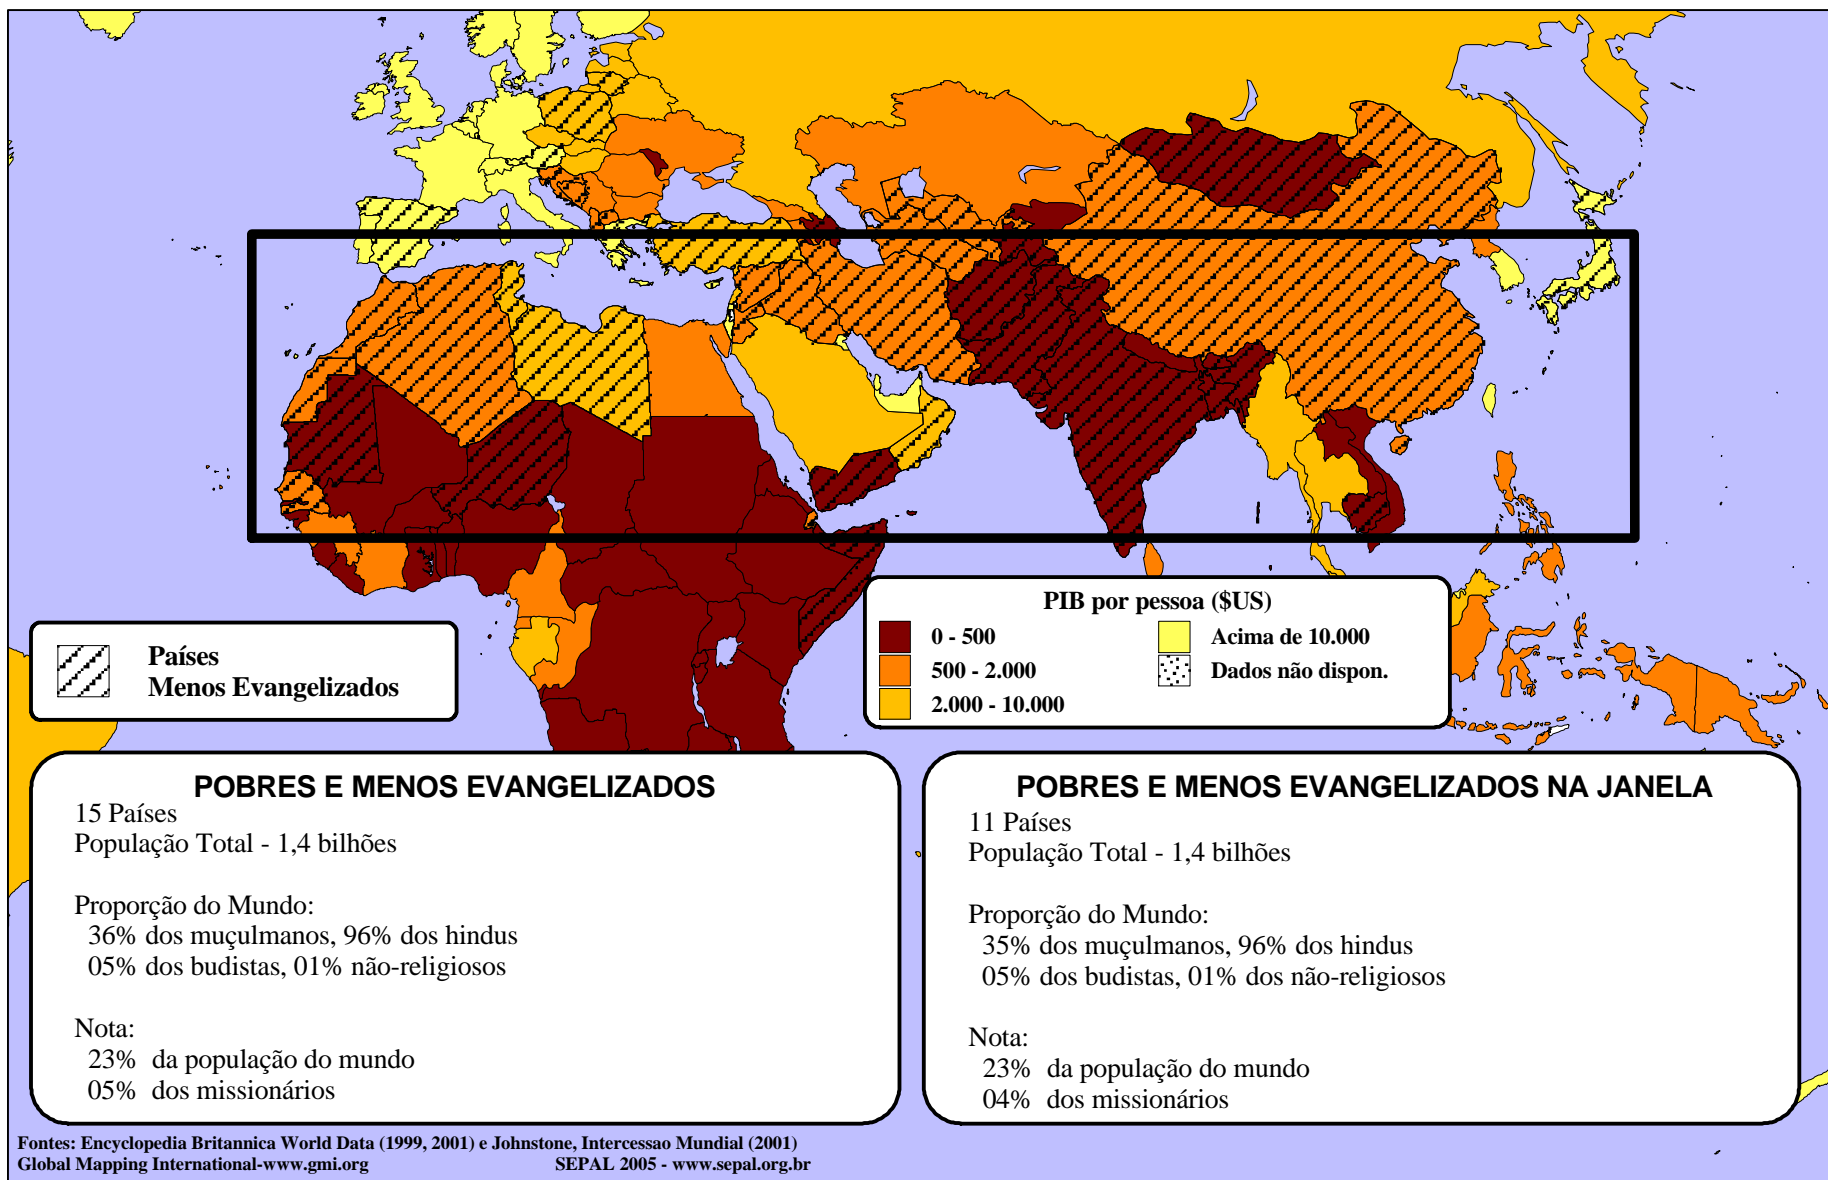 PIB por pessoa ($US)
0 - 500
500 - 2.000
2.000 - 10.000
Acima de 10.000
Dados não dispon.
Países
Menos Evangelizados
POBRES E MENOS EVANGELIZADOS
15 Países
População Total - 1,4 bilhões
Proporção do Mundo:
36% dos muçulmanos, 96% dos hindus
05% dos budistas, 01% não-religiosos
Nota:
23% da população do mundo
05% dos missionários
POBRES E MENOS EVANGELIZADOS NA JANELA
11 Países
População Total - 1,4 bilhões
Proporção do Mundo:
35% dos muçulmanos, 96% dos hindus
05% dos budistas, 01% dos não-religiosos
Nota:
23% da população do mundo
04% dos missionários
Fontes: Encyclopedia Britannica World Data (1999, 2001) e Johnstone, Intercessao Mundial (2001)
Global Mapping International-www.gmi.org SEPAL 2005 - www.sepal.org.br